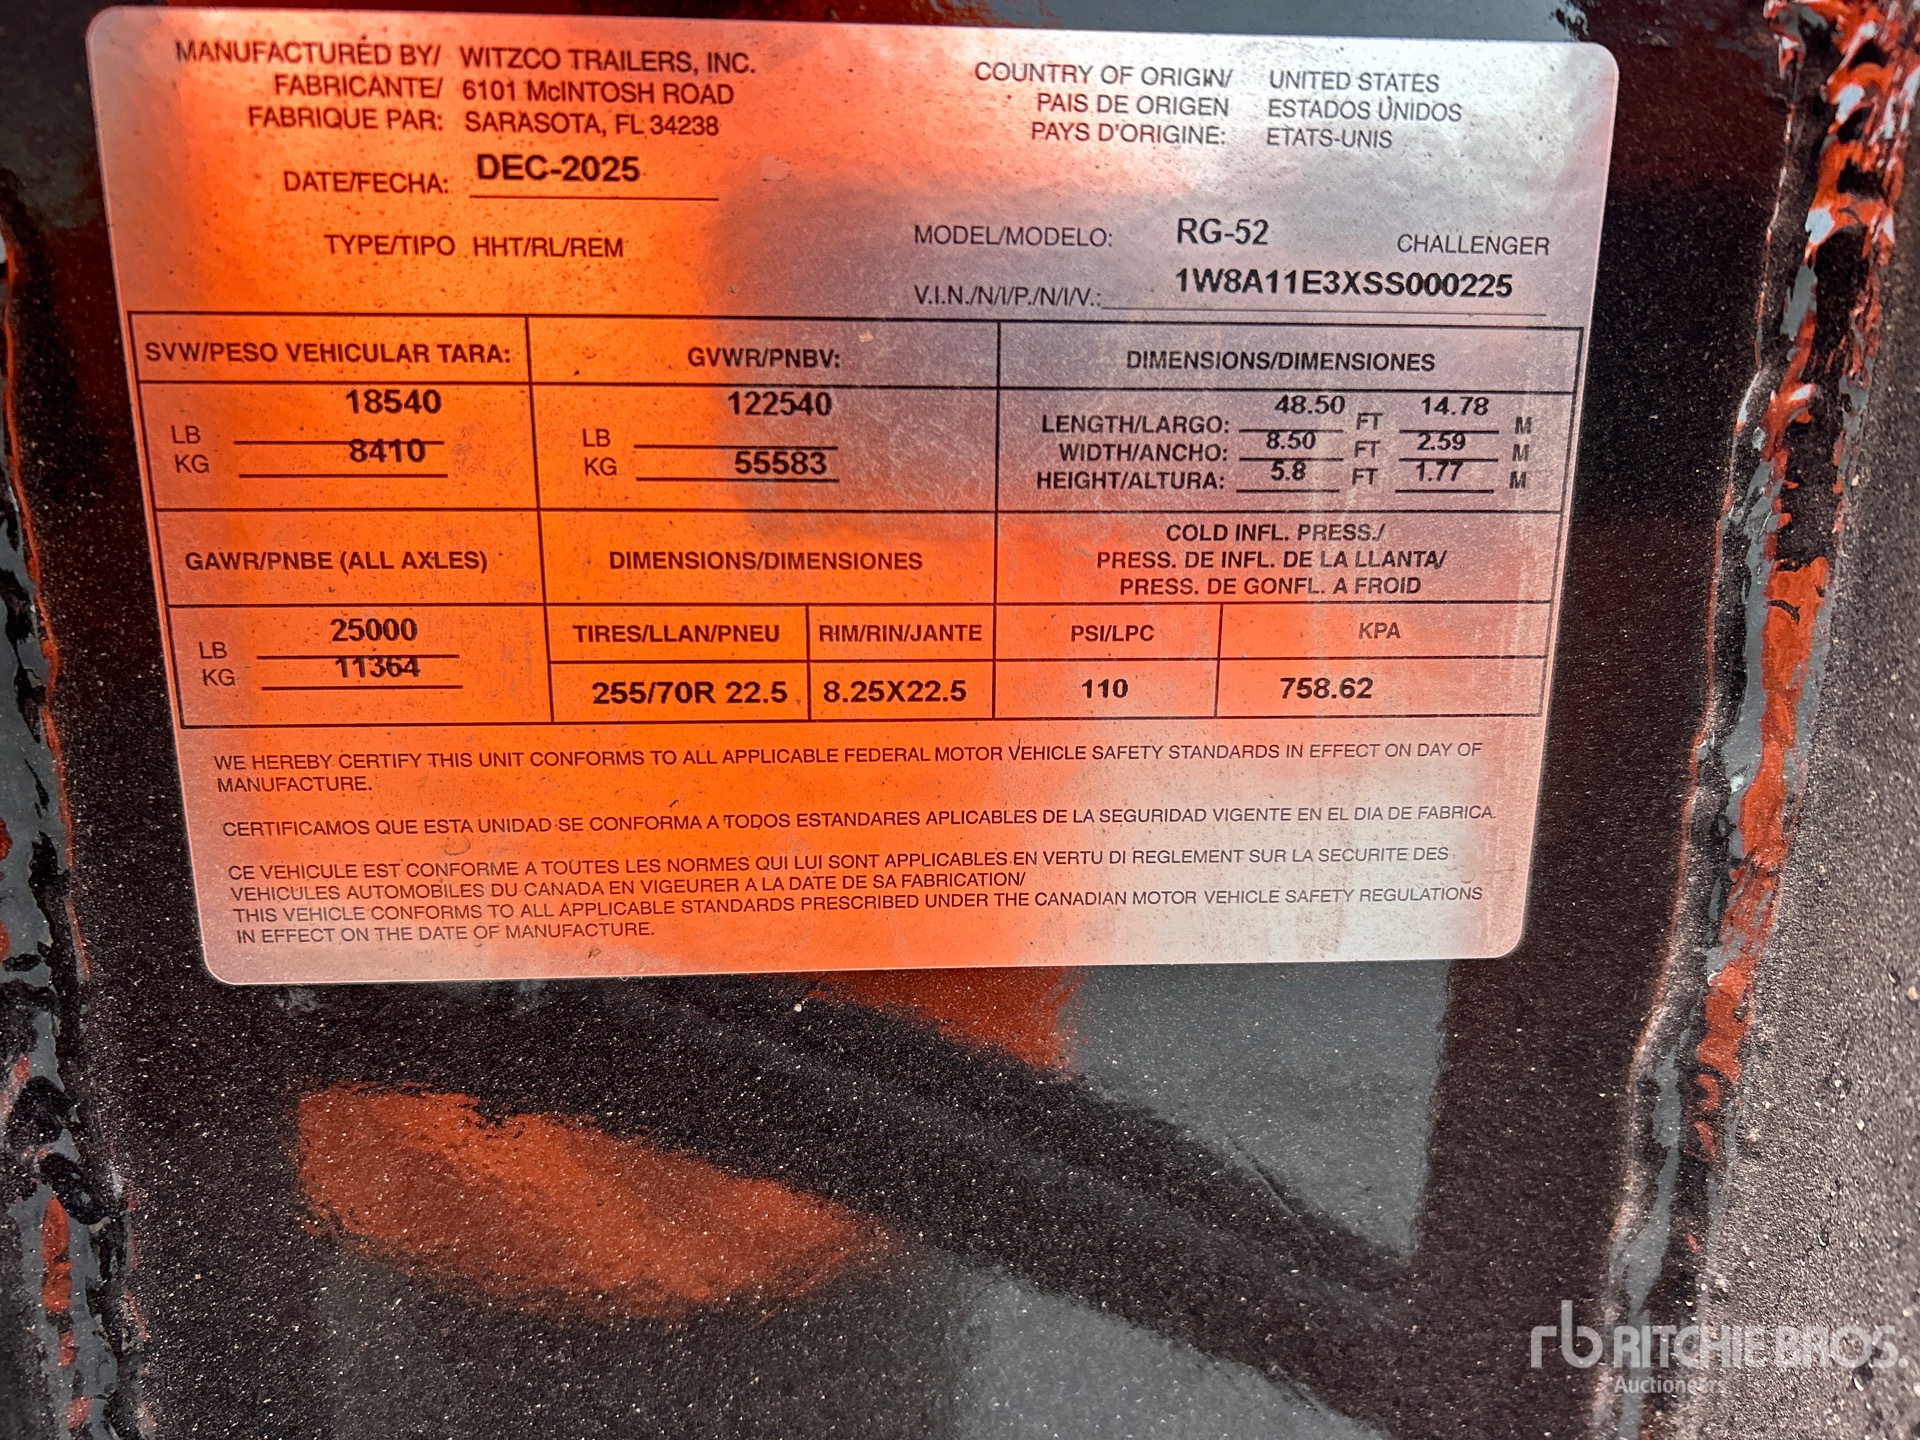 MANUFACTURED BY/ WITZCO TRAILERS, INC.
FABRICANTE/ 6101 McINTOSH ROAD
FABRIQUE PAR: SARASOTA, FL 34238
COUNTRY OF ORIGIN/ UNITED STATES
PAIS DE ORIGEN ESTADOS UNIDOS
PAYS D'ORIGINE: ETATS-UNIS
DATE/FECHA: DEC-2025
TYPE/TIPO HHT/RL/REM
MODEL/MODELO: RG-52 CHALLENGER
V.I.N./N/I/P./N/I/V.: 1W8A11E3XSS000225
SVW/PESO VEHICULAR TARA:
LB 18540
KG 8410
GVWR/PNBV:
LB 122540
KG 55583
DIMENSIONS/DIMENSIONES
LENGTH/LARGO: 48.50 FT 14.78 M
WIDTH/ANCHO: 8.50 FT 2.59 M
HEIGHT/ALTURA: 5.8 FT 1.77 M
GAWR/PNBE (ALL AXLES)
LB 25000
KG 11364
DIMENSIONS/DIMENSIONES
TIRES/LLAN/PNEU RIM/RIN/JANTE
255/70R 22.5 8.25X22.5
COLD INFL. PRESS./
PRESS. DE INFL. DE LA LLANTA/
PRESS. DE GONFL. A FROID
PSI/LPC KPA
110 758.62
WE HEREBY CERTIFY THIS UNIT CONFORMS TO ALL APPLICABLE FEDERAL MOTOR VEHICLE SAFETY STANDARDS IN EFFECT ON DAY OF
MANUFACTURE.
CERTIFICAMOS QUE ESTA UNIDAD SE CONFORMA A TODOS ESTANDARES APLICABLES DE LA SEGURIDAD VIGENTE EN EL DIA DE FABRICA.
CE VEHICULE EST CONFORME A TOUTES LES NORMES QUI LUI SONT APPLICABLES EN VERTU DI REGLEMENT SUR LA SECURITE DES
VEHICULES AUTOMOBILES DU CANADA EN VIGEURER A LA DATE DE SA FABRICATION/
THIS VEHICLE CONFORMS TO ALL APPLICABLE STANDARDS PRESCRIBED UNDER THE CANADIAN MOTOR VEHICLE SAFETY REGULATIONS
IN EFFECT ON THE DATE OF MANUFACTURE.
rb RITCHIE BROS.
Auctioneers